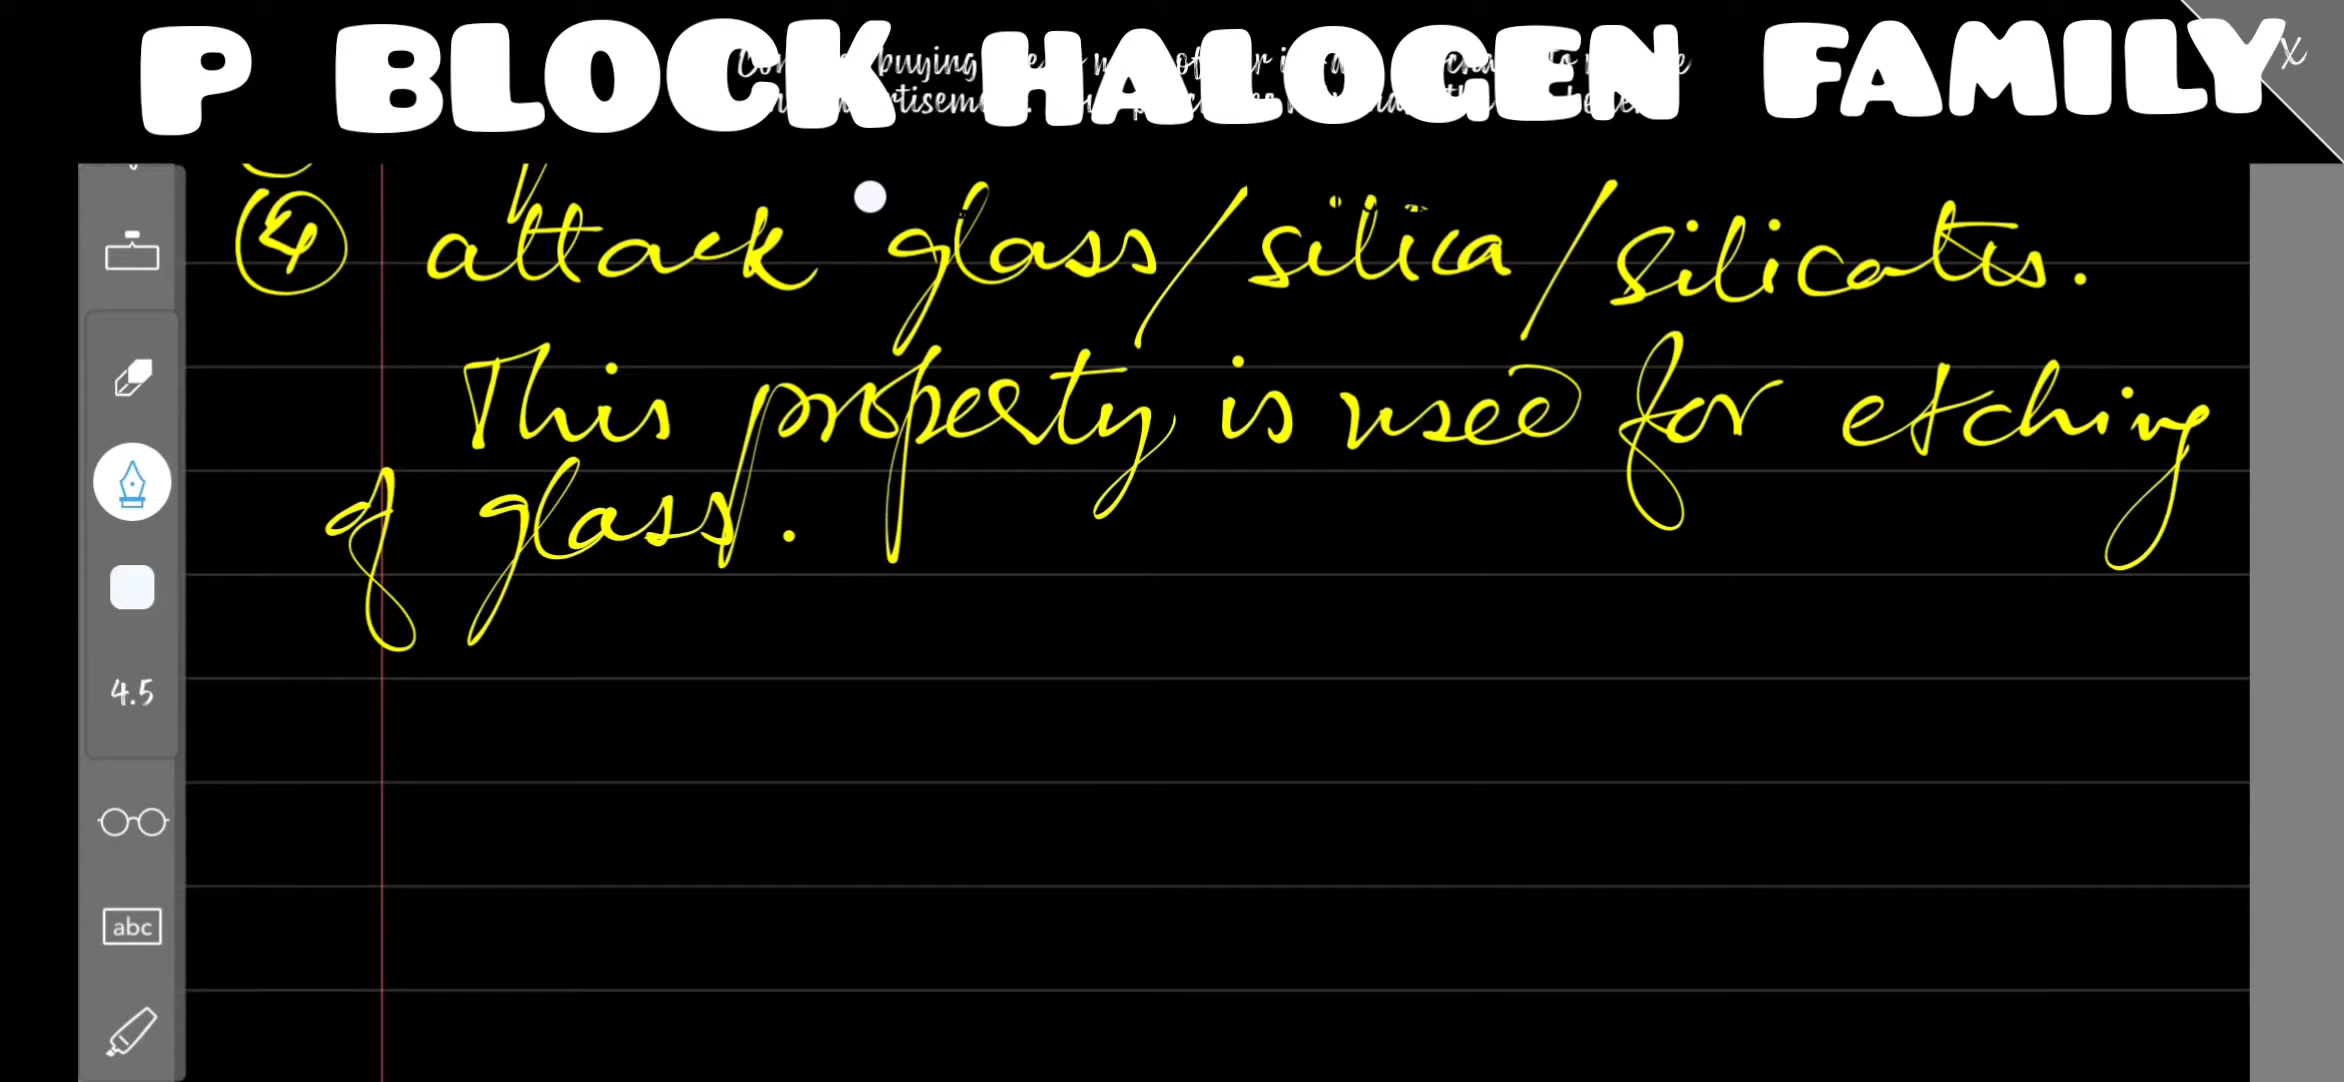 P BLOCK HALOGEN FAMILY
buying
x
④ attack glass/silica/silicates.
This property is used for etching
of glass.
4.5
abc